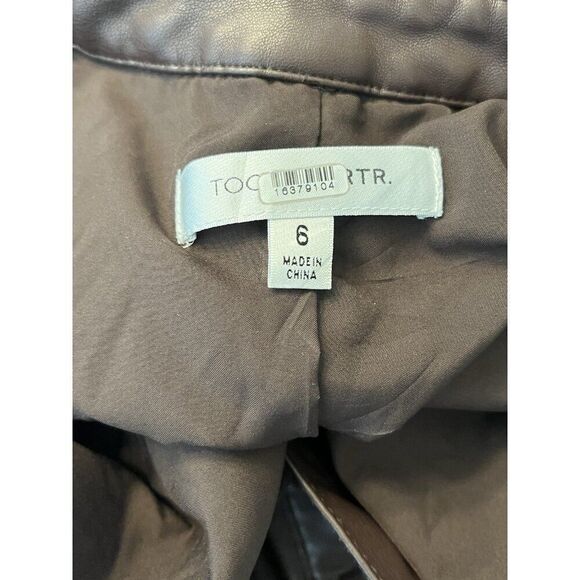 TOC RTR.
16379104
6
MADE IN
CHINA